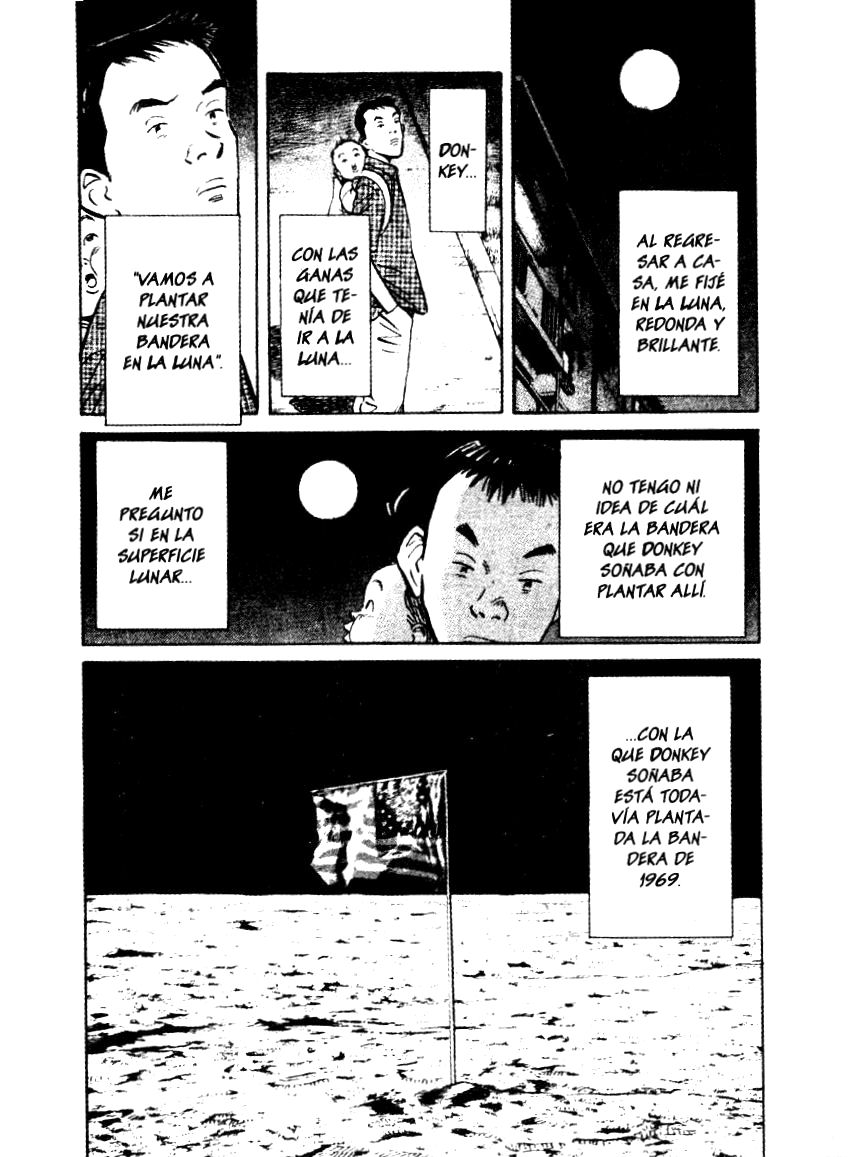 AL REGRE-
SAR A CA-
SA, ME FIJÉ
EN LA LUNA,
REDONDA Y
BRILLANTE.
DON-
KEY...
CON LAS
GANAS
QUE TE-
NÍA DE
IR A LA
LUNA...
"VAMOS A
PLANTAR
NUESTRA
BANDERA
EN LA LUNA".
NO TENGO NI
IDEA DE CUÁL
ERA LA BANDERA
QUE DONKEY
SOÑABA CON
PLANTAR ALLÍ.
ME
PREGUNTO
SI EN LA
SUPERFICIE
LUNAR...
...CON LA
QUE DONKEY
SOÑABA
ESTÁ TODA-
VÍA PLANTA-
DA LA BAN-
DERA DE
1969.